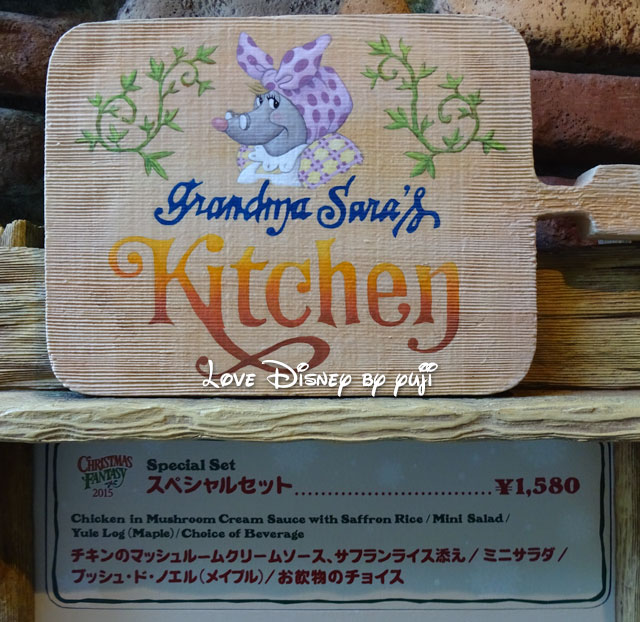 Grandma Sara's
Kitchen
Love Disney by yuji
CHRISTMAS
FANTASY
2015
Special Set
スペシャルセット..............................¥1,580
Chicken in Mushroom Cream Sauce with Saffron Rice / Mini Salad /
Yule Log (Maple) / Choice of Beverage
チキンのマッシュルームクリームソース、サフランライス添え / ミニサラダ /
ブッシュ・ド・ノエル (メイプル) / お飲物のチョイス